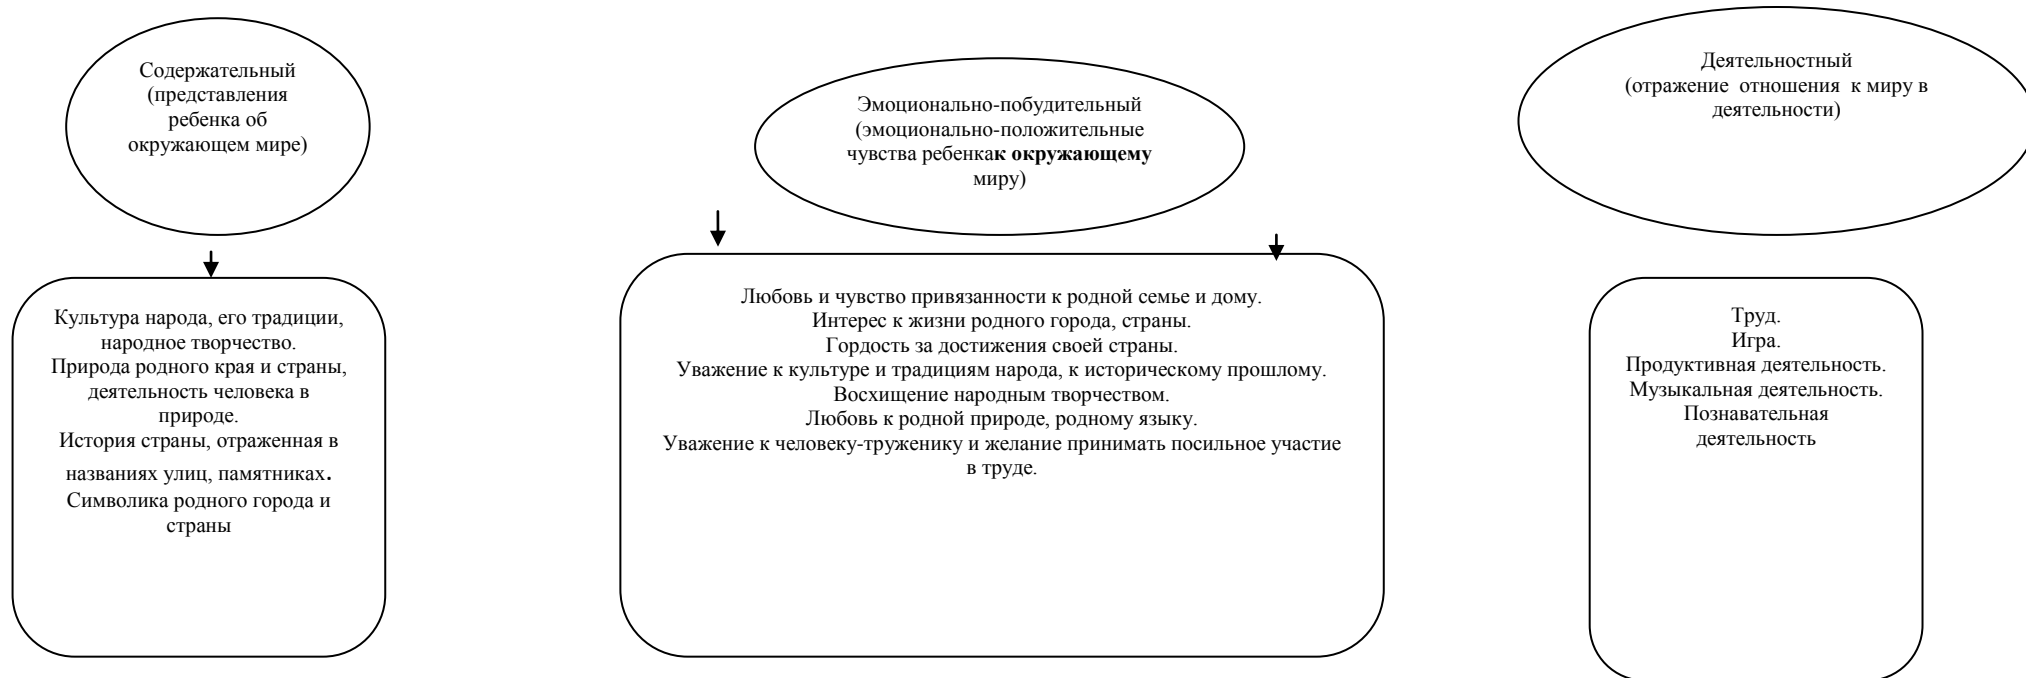 Содержательный
(представления
ребенка об
окружающем мире)
Эмоционально-побудительный
(эмоционально-положительные
чувства ребенкак окружающему
миру)
Деятельностный
(отражение отношения к миру в
деятельности)
Культура народа, его традиции,
народное творчество.
Природа родного края и страны,
деятельность человека в
природе.
История страны, отраженная в
названиях улиц, памятниках.
Символика родного города и
страны
Любовь и чувство привязанности к родной семье и дому.
Интерес к жизни родного города, страны.
Гордость за достижения своей страны.
Уважение к культуре и традициям народа, к историческому прошлому.
Восхищение народным творчеством.
Любовь к родной природе, родному языку.
Уважение к человеку-труженику и желание принимать посильное участие
в труде.
Труд.
Игра.
Продуктивная деятельность.
Музыкальная деятельность.
Познавательная
деятельность